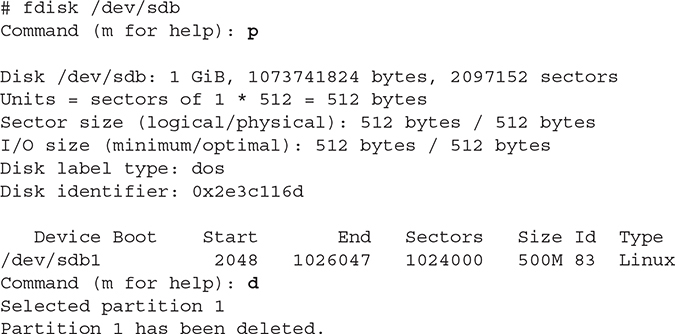 # fdisk /dev/sdb
Command (m for help): p
Disk /dev/sdb: 1 GiB, 1073741824 bytes, 2097152 sectors
Units = sectors of 1 * 512 = 512 bytes
Sector size (logical/physical): 512 bytes / 512 bytes
I/O size (minimum/optimal): 512 bytes / 512 bytes
Disk label type: dos
Disk identifier: 0x2e3c116d
Device Boot Start End Sectors Size Id Type
/dev/sdb1 2048 1026047 1024000 500M 83 Linux
Command (m for help): d
Selected partition 1
Partition 1 has been deleted.